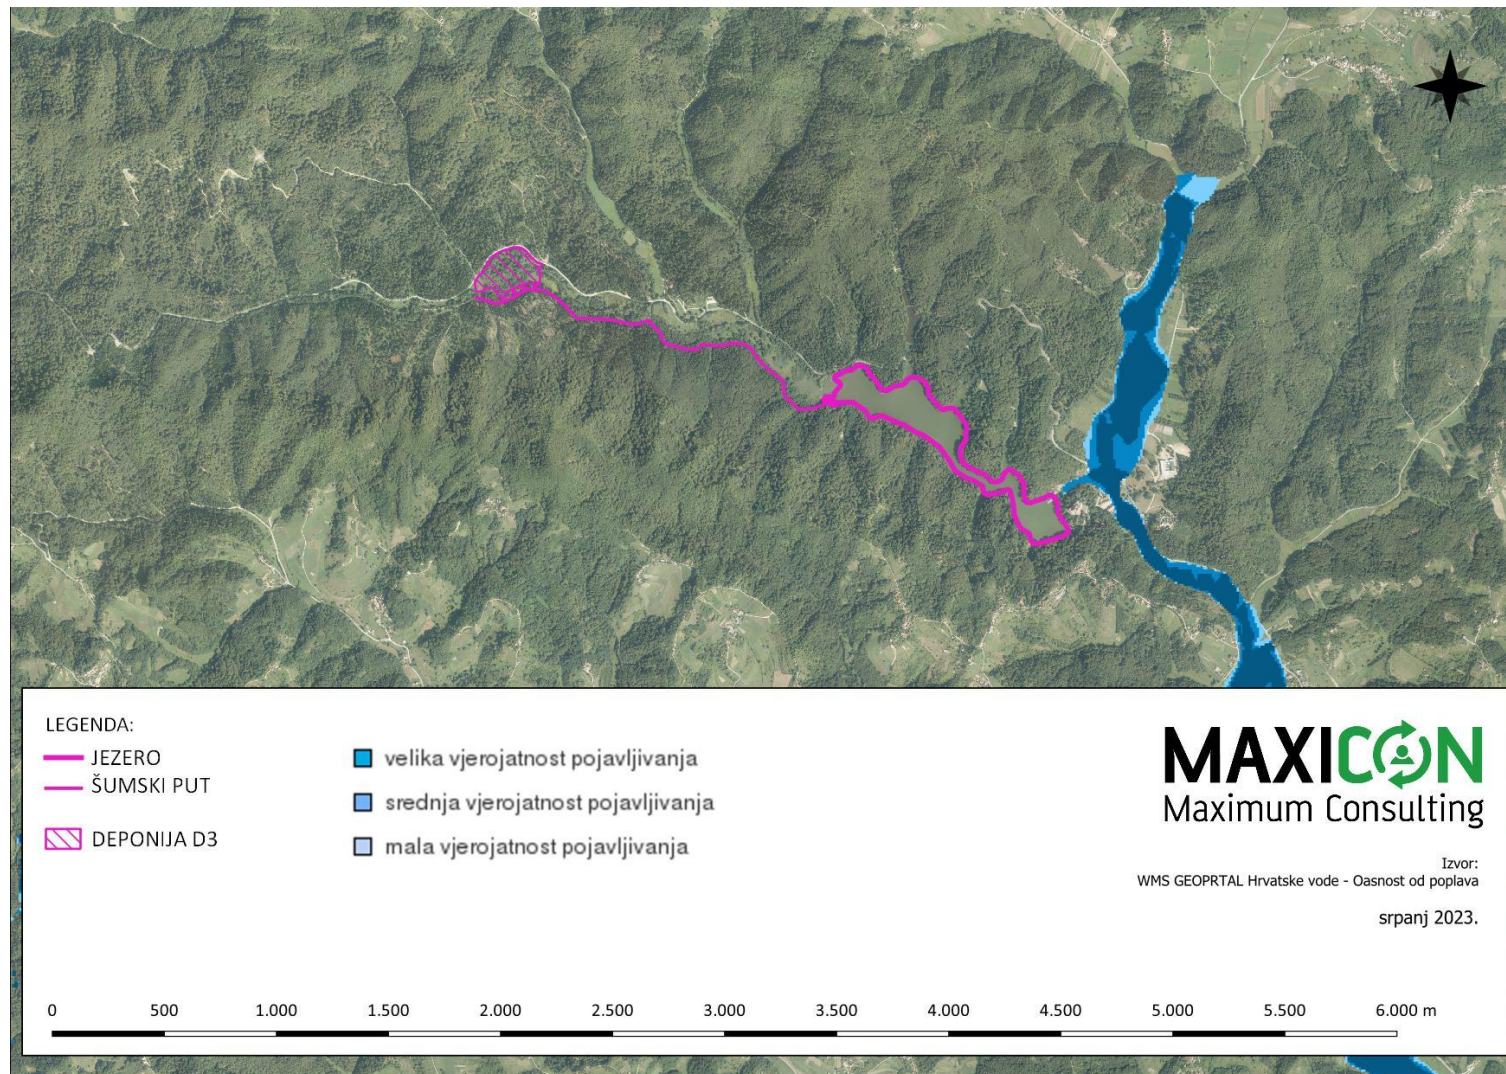 LEGENDA:
JEZERO
ŠUMSKI PUT
DEPONIJA D3
velika vjerojatnost pojavljivanja
srednja vjerojatnost pojavljivanja
mala vjerojatnost pojavljivanja
MAXICON
Maximum Consulting
Izvor:
WMS GEOPRTAL Hrvatske vode - Oasnost od poplava
srpanj 2023.
0 500 1.000 1.500 2.000 2.500 3.000 3.500 4.000 4.500 5.000 5.500 6.000 m